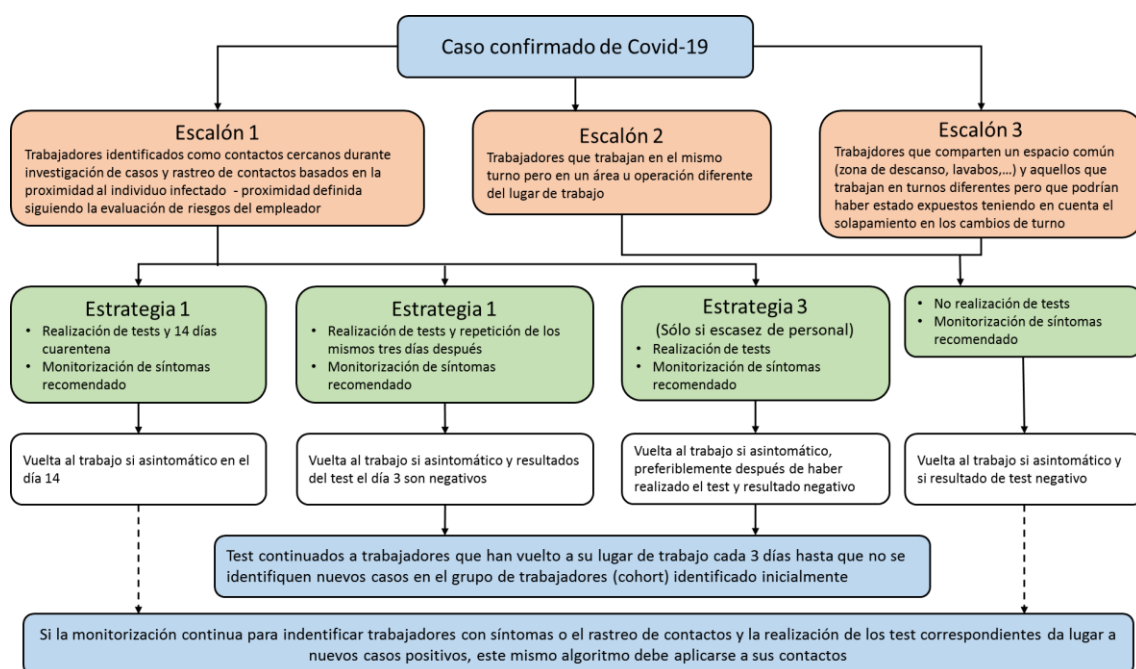 Caso confirmado de Covid-19
Escalón 1
Trabajadores identificados como contactos cercanos durante
investigación de casos y rastreo de contactos basados en la
proximidad al individuo infectado - proximidad definida
siguiendo la evaluación de riesgos del empleador
Escalón 2
Trabajadores que trabajan en el mismo
turno pero en un área u operación diferente
del lugar de trabajo
Escalón 3
Trabjadores que comparten un espacio común
(zona de descanso, lavabos,...) y aquellos que
trabajan en turnos diferentes pero que podrían
haber estado expuestos teniendo en cuenta el
solapamiento en los cambios de turno
Estrategia 1
• Realización de tests y 14 días
cuarentena
• Monitorización de síntomas
recomendado
Estrategia 1
• Realización de tests y repetición de los
mismos tres días después
• Monitorización de síntomas
recomendado
Estrategia 3
(Sólo si escasez de personal)
• Realización de tests
• Monitorización de síntomas
recomendado
• No realización de tests
• Monitorización de síntomas
recomendado
Vuelta al trabajo si asintomático en el
día 14
Vuelta al trabajo si asintomático y resultados
del test el día 3 son negativos
Vuelta al trabajo si asintomático,
preferiblemente después de haber
realizado el test y resultado negativo
Vuelta al trabajo si asintomático y
si resultado de test negativo
Test continuados a trabajadores que han vuelto a su lugar de trabajo cada 3 días hasta que no se
identifiquen nuevos casos en el grupo de trabajadores (cohort) identificado inicialmente
Si la monitorización continua para indentificar trabajadores con síntomas o el rastreo de contactos y la realización de los test correspondientes da lugar a
nuevos casos positivos, este mismo algoritmo debe aplicarse a sus contactos